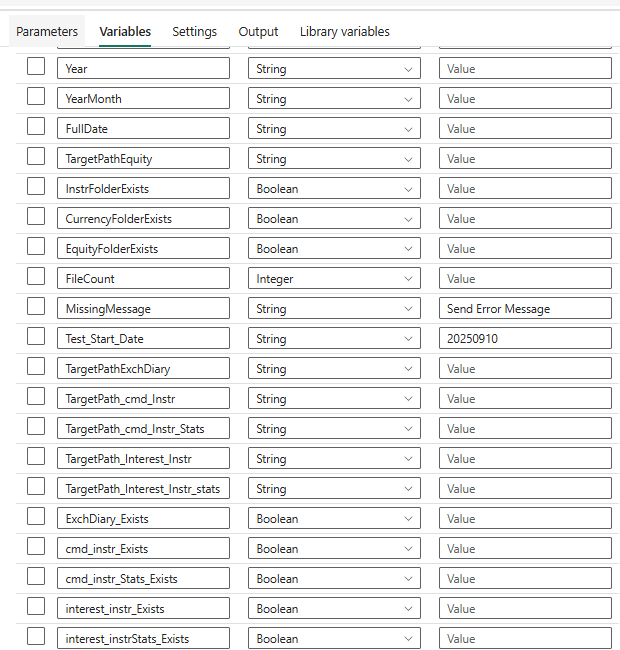 Parameters Variables Settings Output Library variables
Year String Value
YearMonth String Value
FullDate String Value
TargetPathEquity String Value
InstrFolderExists Boolean Value
CurrencyFolderExists Boolean Value
EquityFolderExists Boolean Value
FileCount Integer Value
MissingMessage String Send Error Message
Test_Start_Date String 20250910
TargetPathExchDiary String Value
TargetPath_cmd_Instr String Value
TargetPath_cmd_Instr_Stats String Value
TargetPath_Interest_Instr String Value
TargetPath_Interest_Instr_stats String Value
ExchDiary_Exists Boolean Value
cmd_instr_Exists Boolean Value
cmd_instr_Stats_Exists Boolean Value
interest_instr_Exists Boolean Value
interest_instrStats_Exists Boolean Value